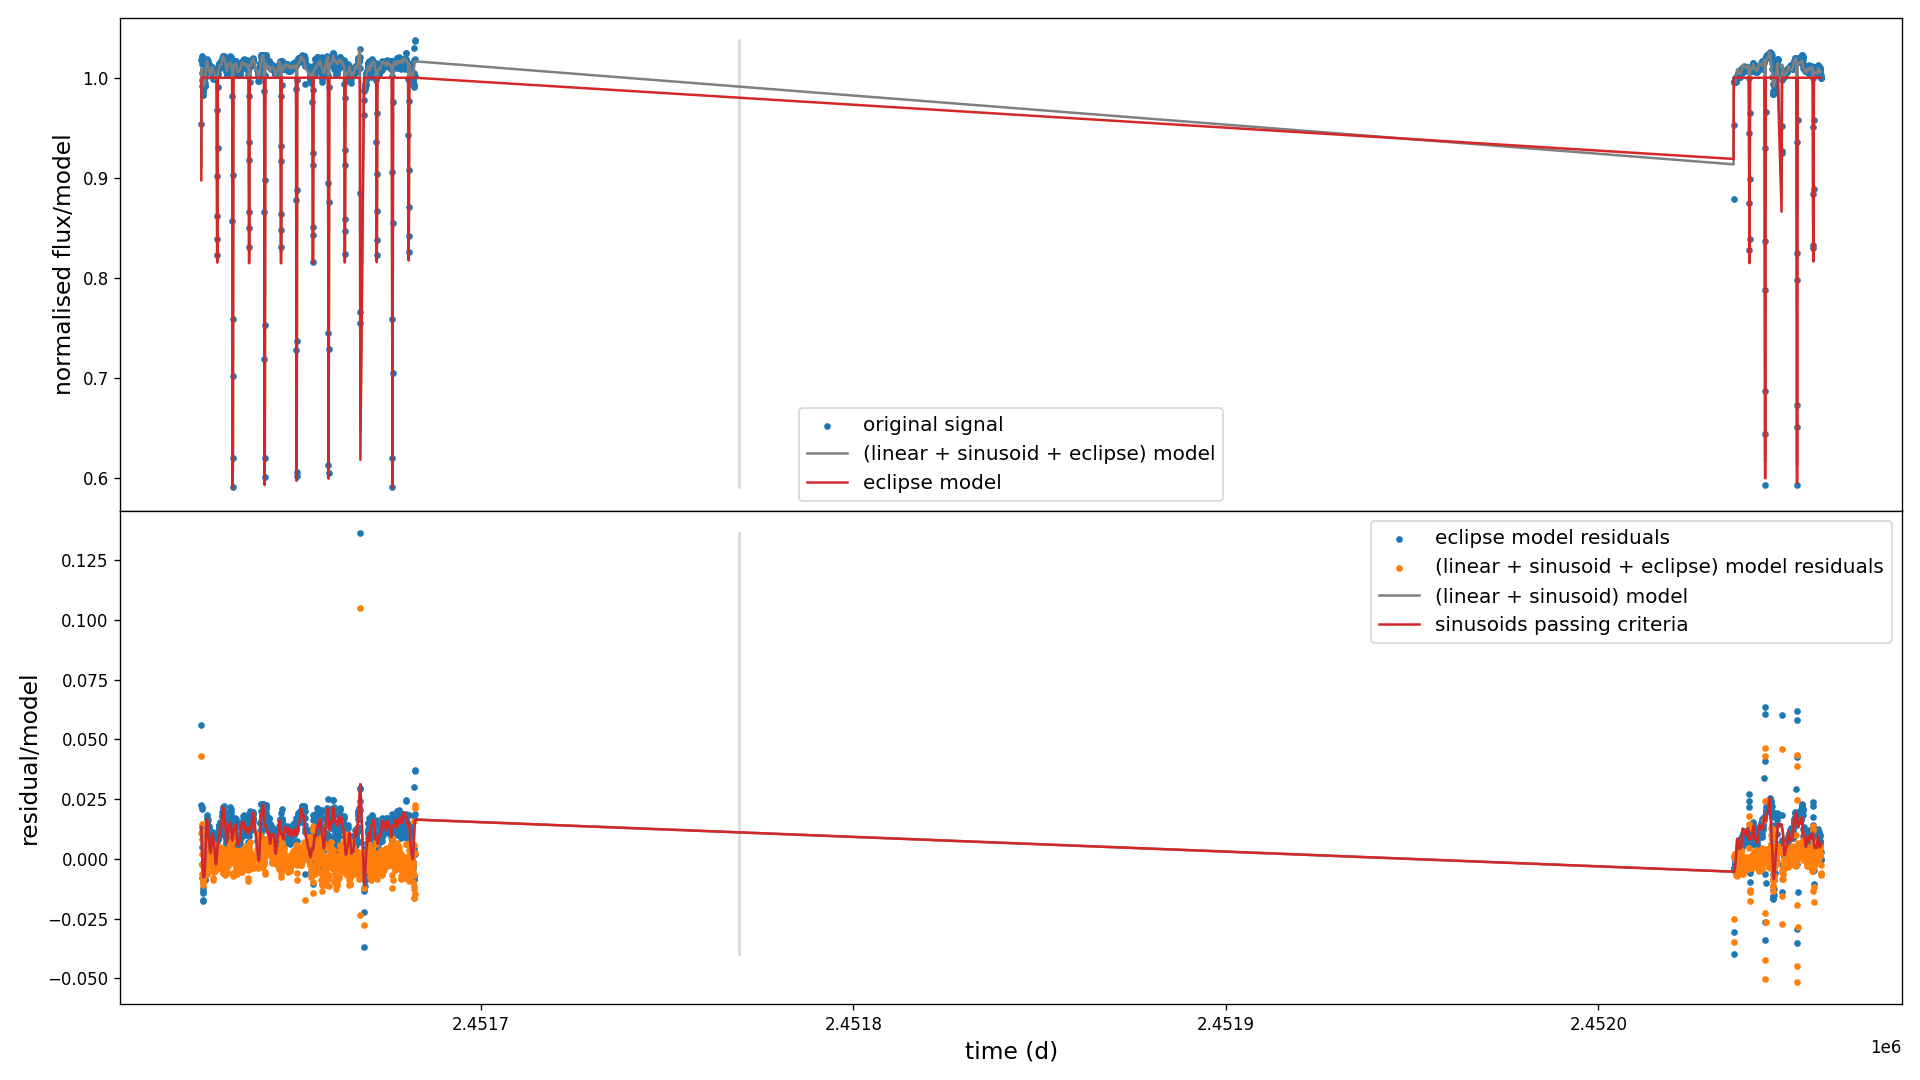 1.0
0.9
0.8
0.7
0.6
normalised flux/model
original signal
(linear + sinusoid + eclipse) model
eclipse model
0.125
0.100
0.075
0.050
0.025
0.000
−0.025
−0.050
residual/model
eclipse model residuals
(linear + sinusoid + eclipse) model residuals
(linear + sinusoid) model
sinusoids passing criteria
2.4517
2.4518
2.4519
2.4520
1e6
time (d)